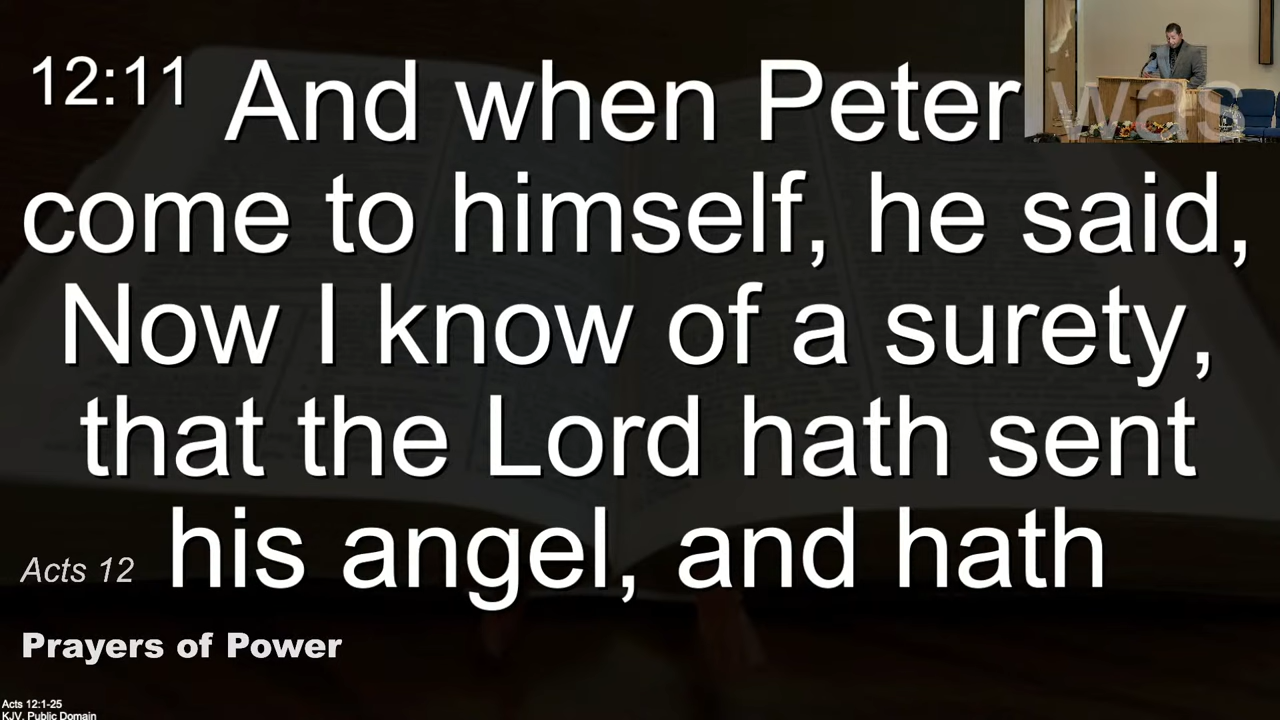 12:11 And when Peter was
come to himself, he said,
Now I know of a surety,
that the Lord hath sent
his angel, and hath
Acts 12
Prayers of Power
Acts 12:1-25
KJV, Public Domain